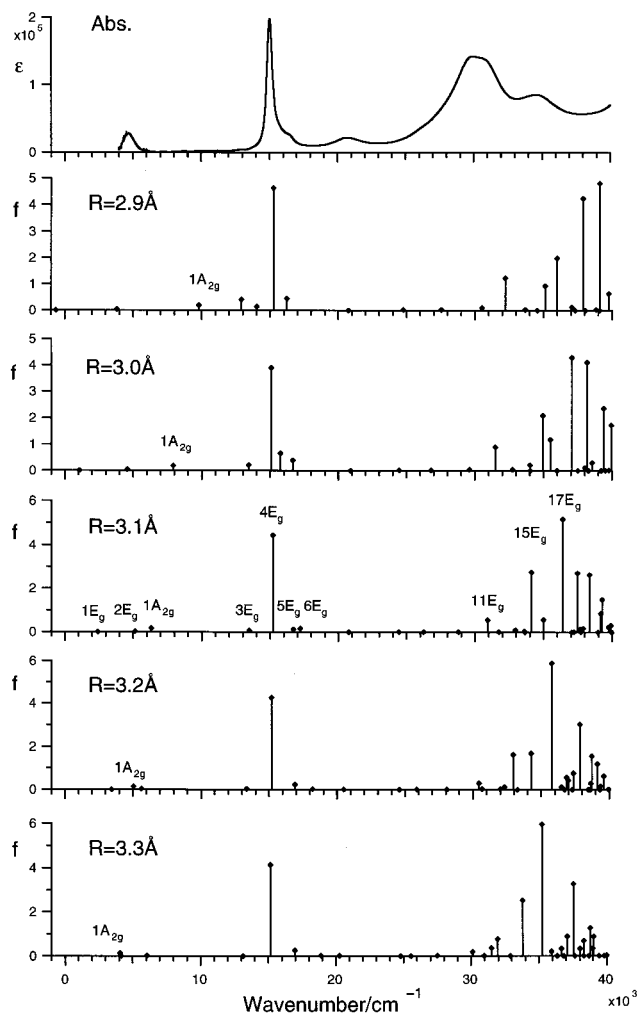 Abs.
x10⁵
ε
2
1
0
R=2.9Å
f
5
4
3
2
1
0
1A₂g
R=3.0Å
f
5
4
3
2
1
0
1A₂g
R=3.1Å
f
6
4
2
0
1Eg
2Eg
1A₂g
3Eg
4Eg
5Eg 6Eg
11Eg
15Eg
17Eg
R=3.2Å
f
6
4
2
0
1A₂g
R=3.3Å
f
6
4
2
0
1A₂g
0 10 20 30 40 x10³
Wavenumber/cm⁻¹